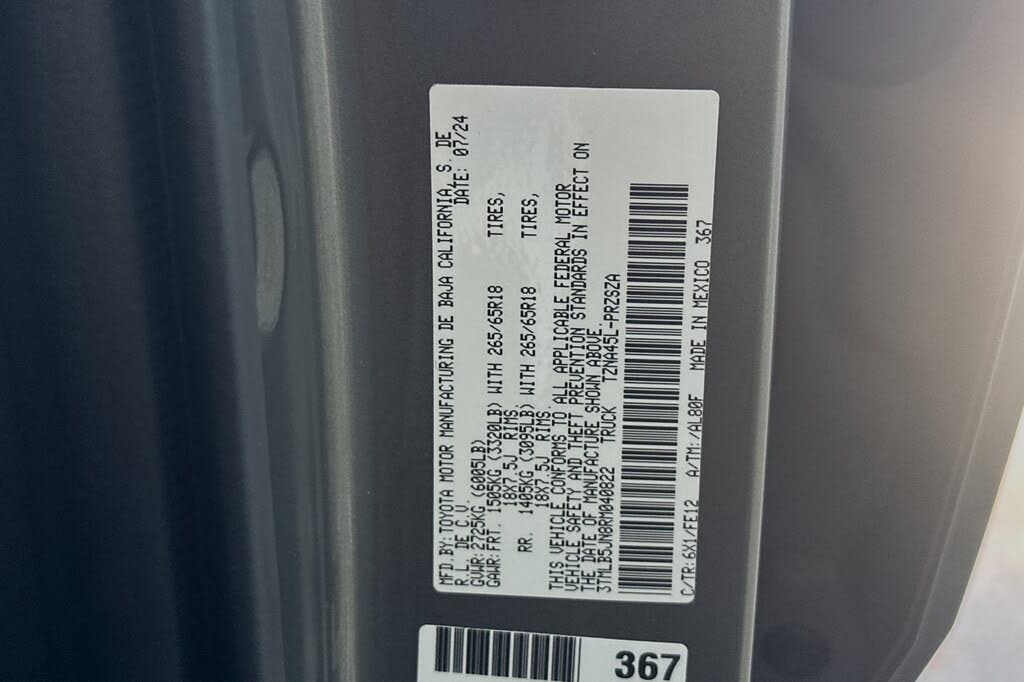 MFD.BY:TOYOTA MOTOR MANUFACTURING DE BAJA CALIFORNIA, S. DE
R.L. DE C.V. DATE: 07/24
GVWR:2725KG (6005LB)
GAWR:FRT. 1505KG (3320LB) WITH 265/65R18 TIRES,
18X7.5J RIMS.
RR. 1405KG (3095LB) WITH 265/65R18 TIRES,
18X7.5J RIMS.
THIS VEHICLE CONFORMS TO ALL APPLICABLE FEDERAL MOTOR
VEHICLE SAFETY AND THEFT PREVENTION STANDARDS IN EFFECT ON
THE DATE OF MANUFACTURE SHOWN ABOVE.
3TMLB5JN8RM040822 TRUCK TZMA45L-PRZSZA
C/TR:6X1/FE12 A/TM:/AL80F MADE IN MEXICO 367
367